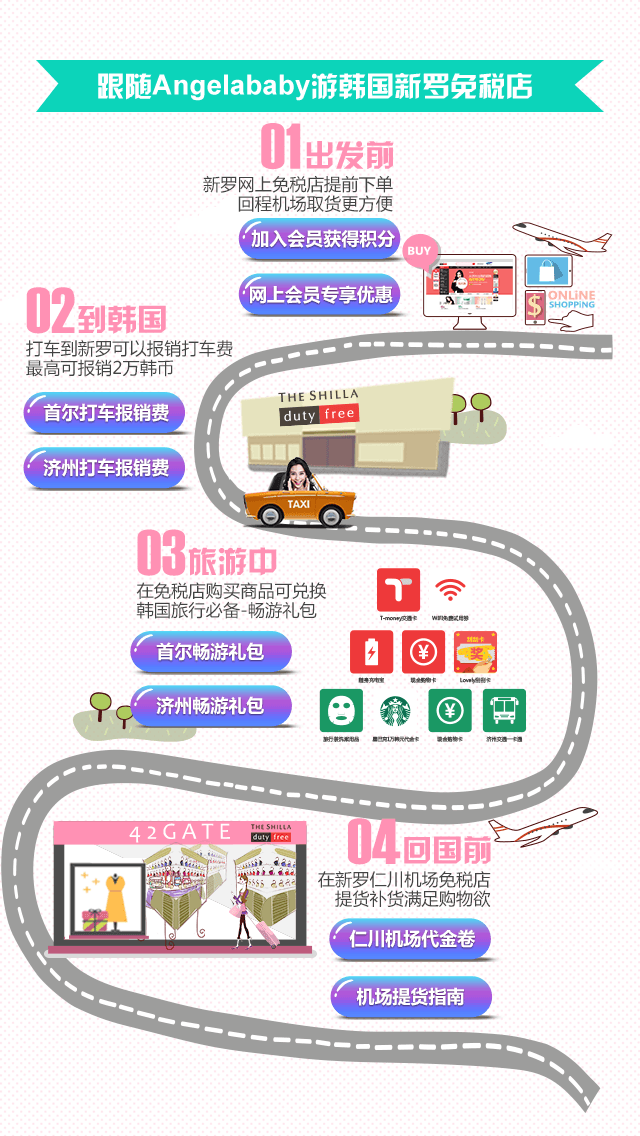 跟随Angelababy游韩国新罗免税店
01出发前
新罗网上免税店提前下单
回程机场取货更方便
加入会员获得积分
网上会员专享优惠
BUY
$
ONLINE
SHOPPING
02到韩国
打车到新罗可以报销打车费
最高可报销2万韩币
首尔打车报销费
济州打车报销费
THE SHILLA
duty free
TAXI
03旅游中
在免税店购买商品可兑换
韩国旅行必备-畅游礼包
首尔畅游礼包
济州畅游礼包
T-money交通卡
WIFI免费试用券
随身充电宝
现金购物卡
刮刮卡
奖
Lovely刮刮卡
旅行装洗漱用品
星巴克1万韩元代金卡
现金购物卡
济州交通一卡通
42GATE
THE SHILLA
duty free
04回国前
在新罗仁川机场免税店
提货补货满足购物欲
仁川机场代金卷
机场提货指南